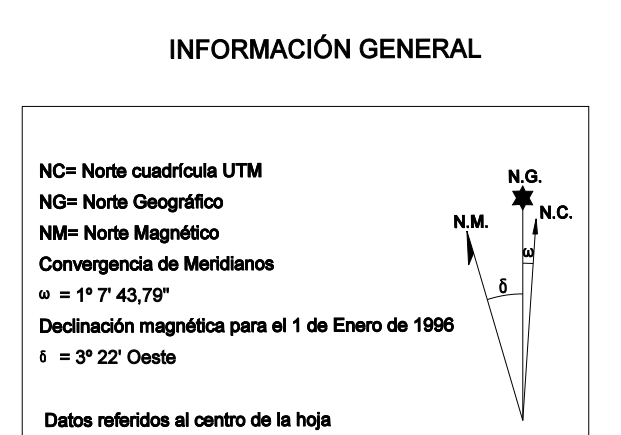 INFORMACIÓN GENERAL
NC= Norte cuadrícula UTM
NG= Norte Geográfico
NM= Norte Magnético
Convergencia de Meridianos
ω = 1º 7' 43,79"
Declinación magnética para el 1 de Enero de 1996
δ = 3º 22' Oeste
Datos referidos al centro de la hoja
N.G.
N.M.
N.C.
ω
δ